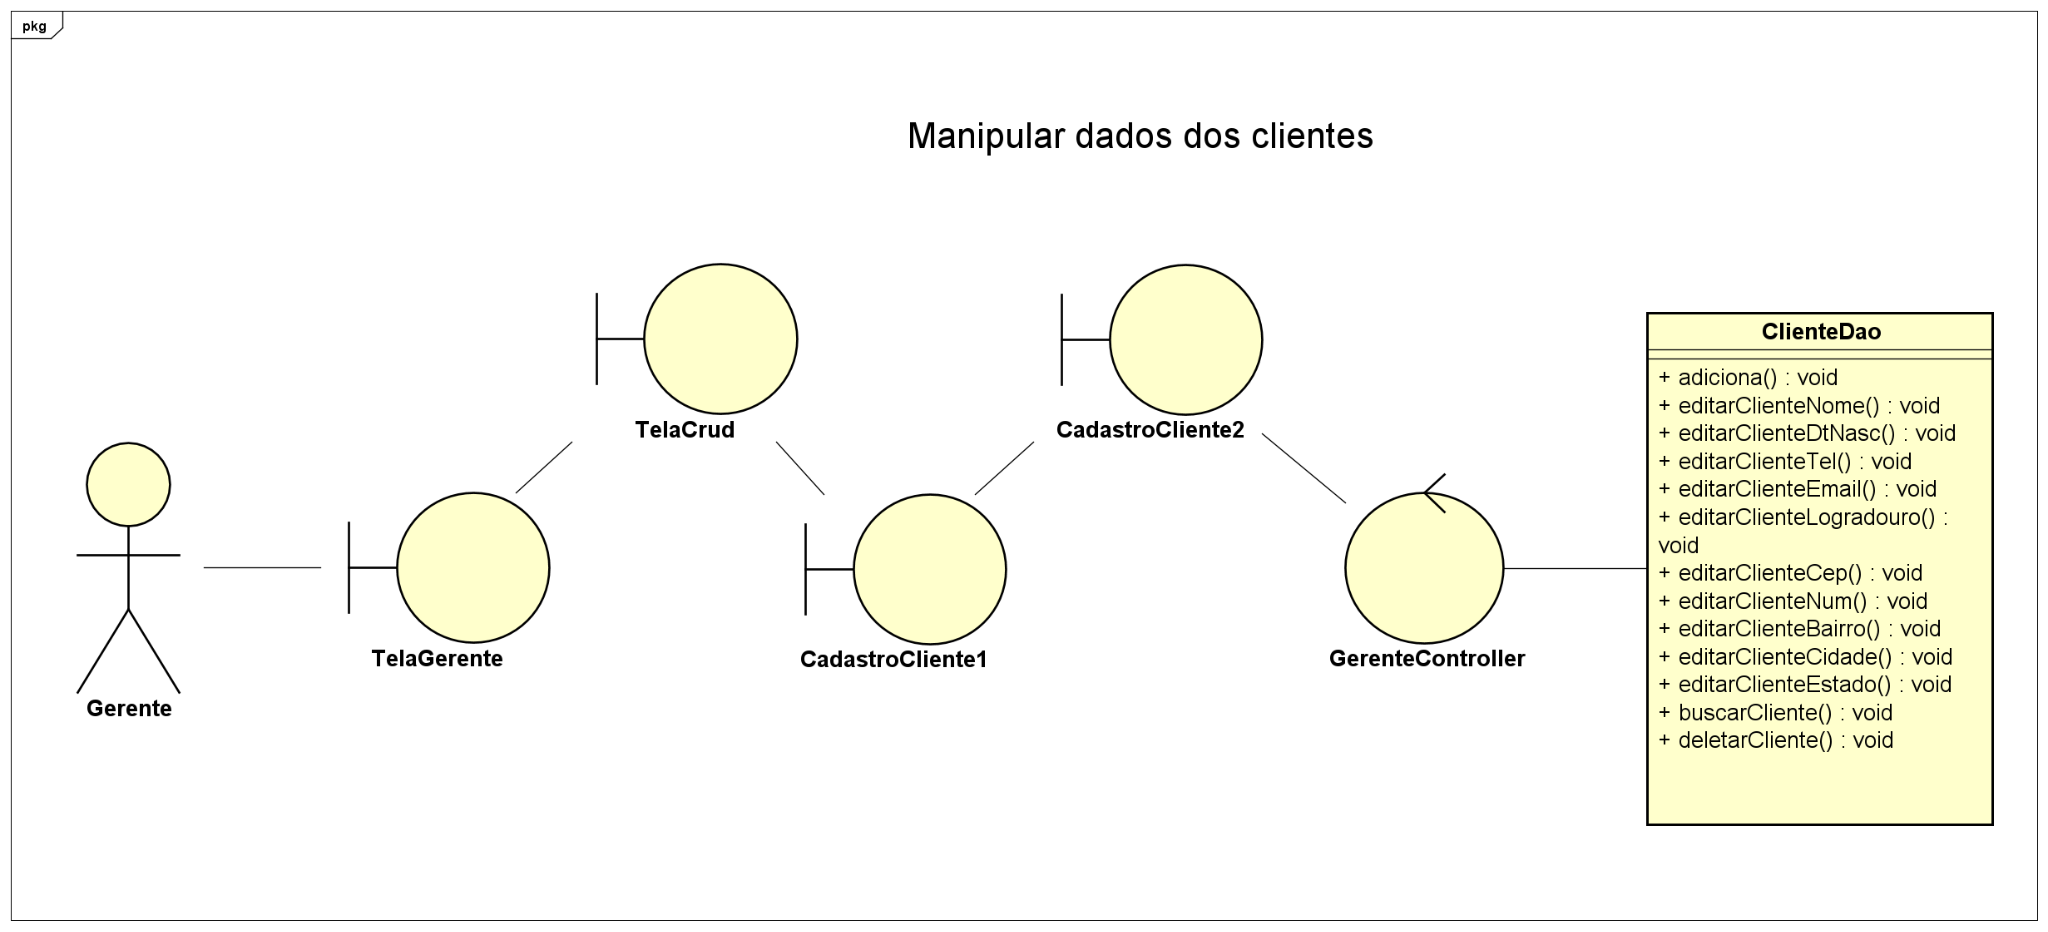 pkg
Manipular dados dos clientes
TelaCrud
CadastroCliente2
TelaGerente
CadastroCliente1
GerenteController
Gerente
ClienteDao
+ adiciona() : void
+ editarClienteNome() : void
+ editarClienteDtNasc() : void
+ editarClienteTel() : void
+ editarClienteEmail() : void
+ editarClienteLogradouro() :
void
+ editarClienteCep() : void
+ editarClienteNum() : void
+ editarClienteBairro() : void
+ editarClienteCidade() : void
+ editarClienteEstado() : void
+ buscarCliente() : void
+ deletarCliente() : void